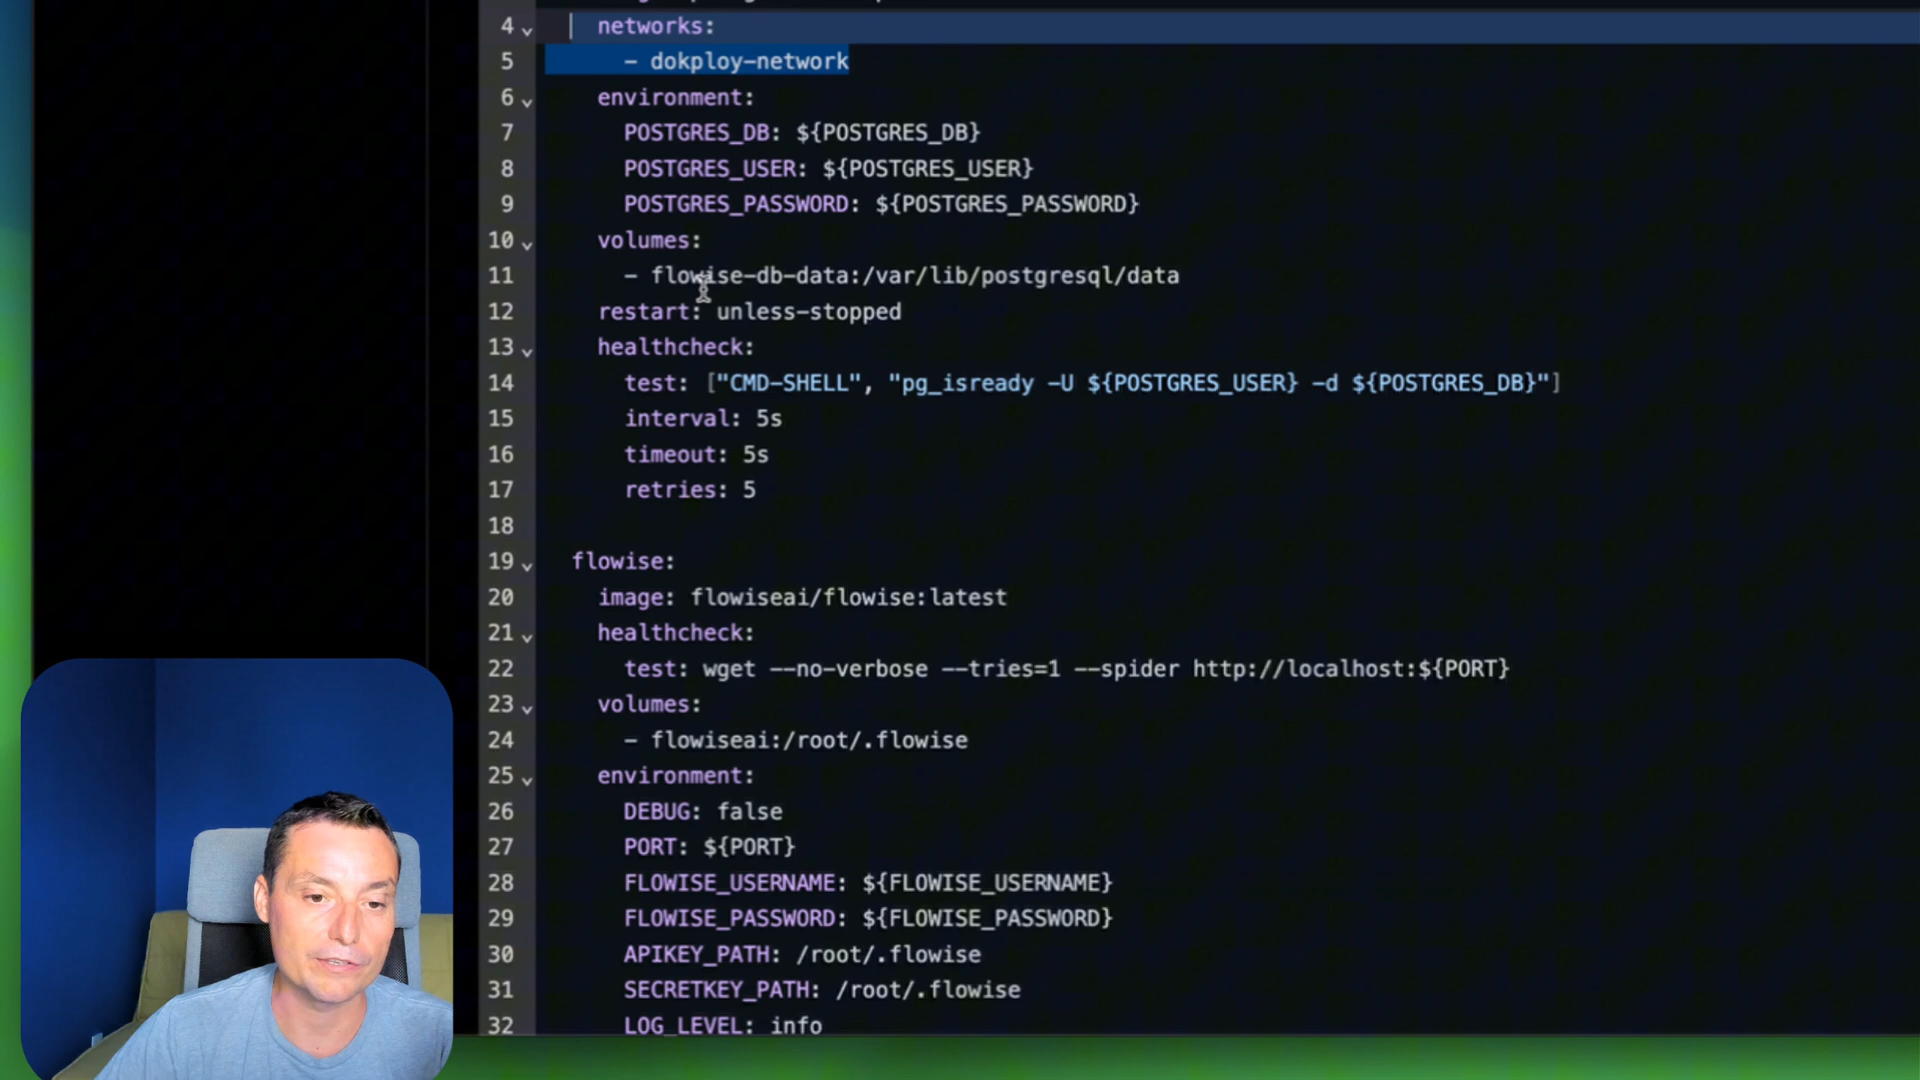 4 networks:
5 - dokploy-network
6 environment:
7 POSTGRES_DB: ${POSTGRES_DB}
8 POSTGRES_USER: ${POSTGRES_USER}
9 POSTGRES_PASSWORD: ${POSTGRES_PASSWORD}
10 volumes:
11 - flowise-db-data:/var/lib/postgresql/data
12 restart: unless-stopped
13 healthcheck:
14 test: ["CMD-SHELL", "pg_isready -U ${POSTGRES_USER} -d ${POSTGRES_DB}"]
15 interval: 5s
16 timeout: 5s
17 retries: 5
18
19 flowise:
20 image: flowiseai/flowise:latest
21 healthcheck:
22 test: wget --no-verbose --tries=1 --spider http://localhost:${PORT}
23 volumes:
24 - flowiseai:/root/.flowise
25 environment:
26 DEBUG: false
27 PORT: ${PORT}
28 FLOWISE_USERNAME: ${FLOWISE_USERNAME}
29 FLOWISE_PASSWORD: ${FLOWISE_PASSWORD}
30 APIKEY_PATH: /root/.flowise
31 SECRETKEY_PATH: /root/.flowise
32 LOG_LEVEL: info